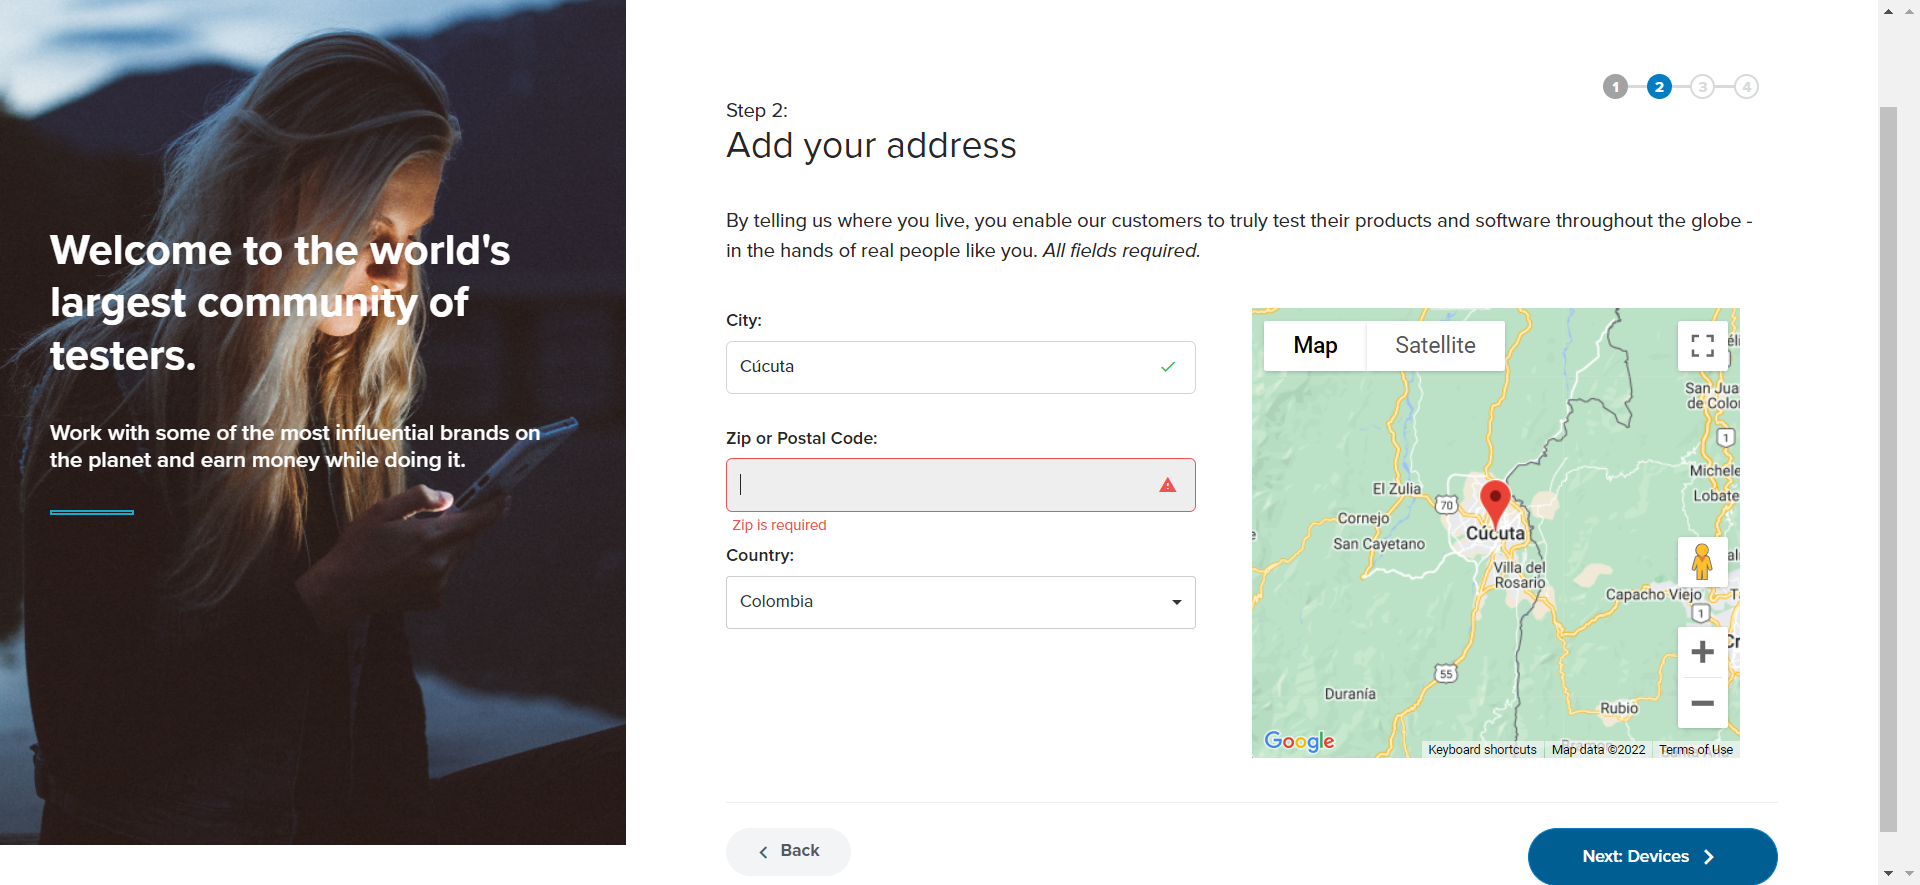 Welcome to the world's
largest community of
testers.
Work with some of the most influential brands on
the planet and earn money while doing it.
1 2 3 4
Step 2:
Add your address
By telling us where you live, you enable our customers to truly test their products and software throughout the globe -
in the hands of real people like you. All fields required.
City:
Cúcuta
Zip or Postal Code:
Zip is required
Country:
Colombia
Map Satellite
San Jua
de Colo
1
Michele
Lobate
El Zulia
70
Cornejo
Cúcuta
San Cayetano
Villa del
Rosario
Capacho Viejo
1
55
Duranía
Rubio
Google
Keyboard shortcuts Map data ©2022 Terms of Use
Back
Next: Devices